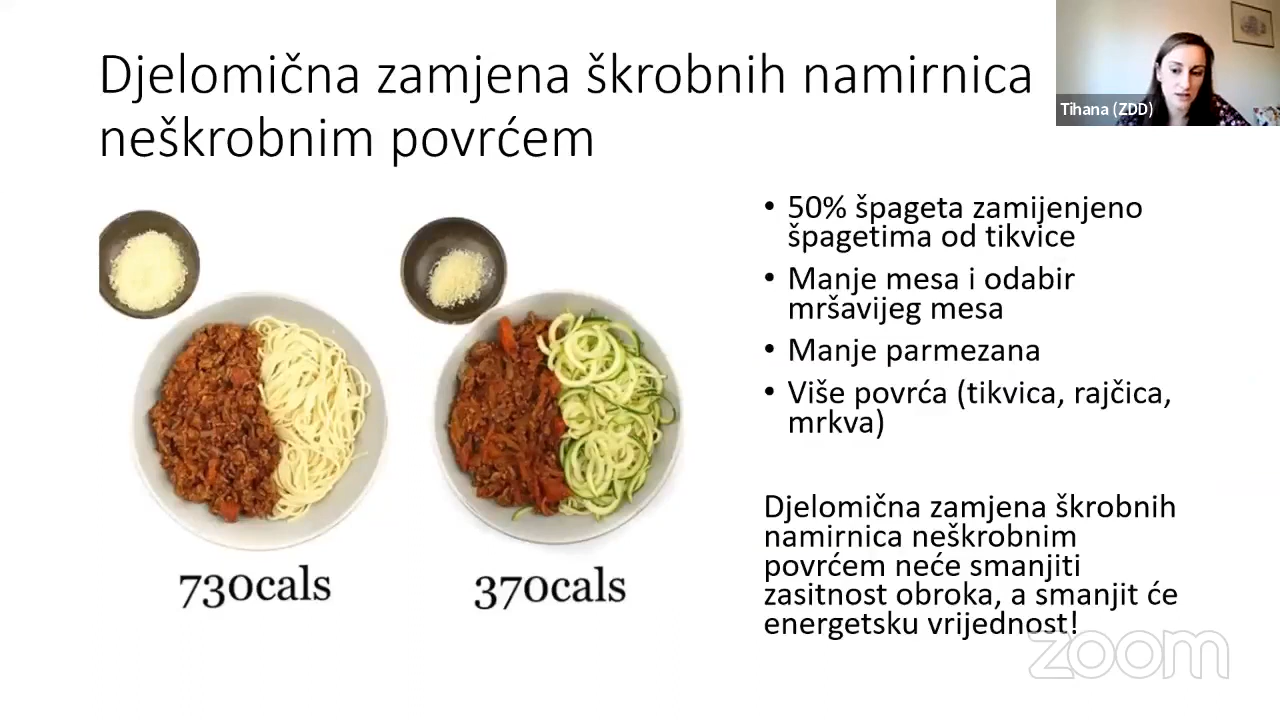 Djelomična zamjena škrobnih namirnica
neškrobnim povrćem
Tihana (ZDD)
• 50% špageta zamijenjeno
špagetima od tikvice
• Manje mesa i odabir
mršavijeg mesa
• Manje parmezana
• Više povrća (tikvica, rajčica,
mrkva)
730cals
370cals
Djelomična zamjena škrobnih
namirnica neškrobnim
povrćem neće smanjiti
zasitnost obroka, a smanjit će
energetsku vrijednost!
zoom